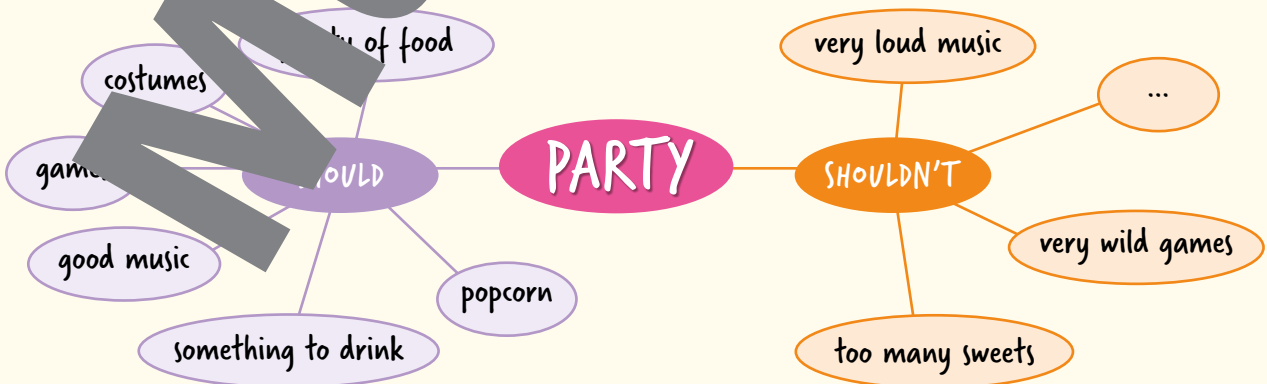 of food
very loud music
costumes
...
PARTY
SHOULDN'T
very wild games
good music
popcorn
something to drink
too many sweets